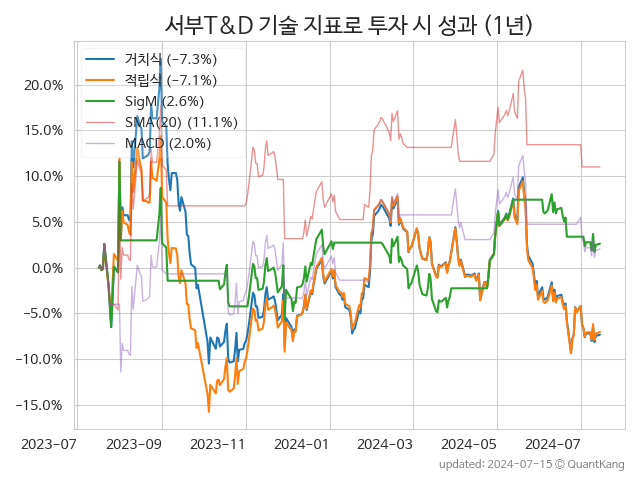 서부T&D 기술 지표로 투자 시 성과 (1년)
거치식 (−7.3%)
적립식 (−7.1%)
SigM (2.6%)
SMA(20) (11.1%)
MACD (2.0%)
20.0%
15.0%
10.0%
5.0%
0.0%
−5.0%
−10.0%
−15.0%
2023−07 2023−09 2023−11 2024−01 2024−03 2024−05 2024−07
updated: 2024-07-15 ⓒ QuantKang